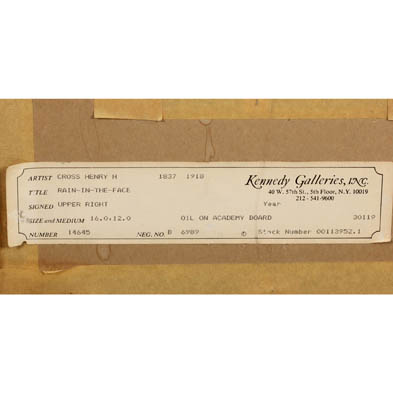 ARTIST CROSS HENRY H 1837 1918 Kennedy Galleries, INC.
40 W. 57th St., 5th Floor, N.Y. 10019
TITLE RAIN-IN-THE-FACE 212 - 541-9600
SIGNED UPPER RIGHT Year
SIZE and MEDIUM 16.0.12.0 OIL ON ACADEMY BOARD 30119
NUMBER 14645 NEG. NO. B 6989 © Stock Number 00113952.1